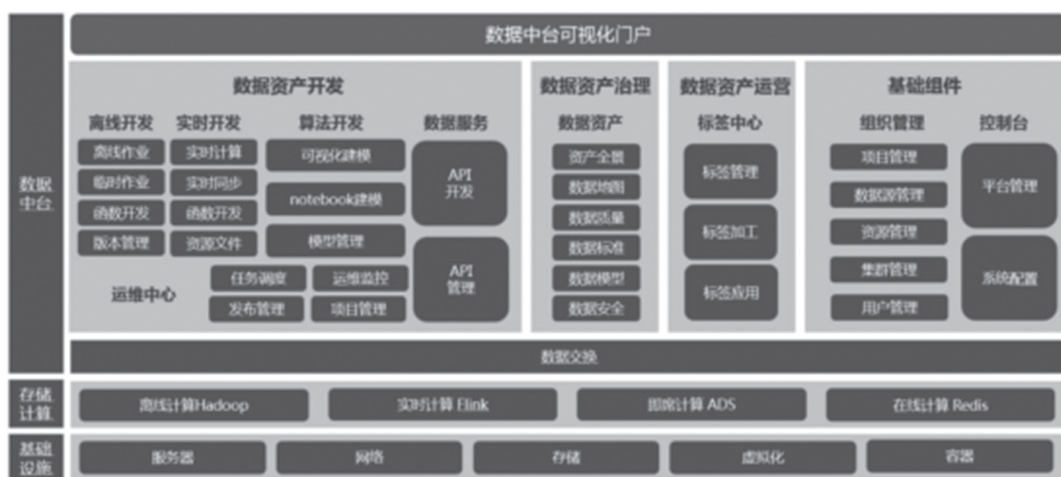 数据中台可视化门户
数据中台
数据资产开发
离线开发
离线作业
临时作业
函数开发
版本管理
实时开发
实时计算
实时同步
函数开发
资源文件
算法开发
可视化建模
notebook建模
模型管理
数据服务
API
开发
API
管理
运维中心
任务调度
运维监控
发布管理
项目管理
数据资产治理
数据资产
资产全景
数据地图
数据质量
数据标准
数据模型
数据安全
数据资产运营
标签中心
标签管理
标签加工
标签应用
基础组件
组织管理
项目管理
数据源管理
资源管理
集群管理
用户管理
控制台
平台管理
系统配置
数据交换
存储
计算
离线计算Hadoop
实时计算 Flink
即席计算 ADS
在线计算 Redis
基础
设施
服务器
网络
存储
虚拟化
容器